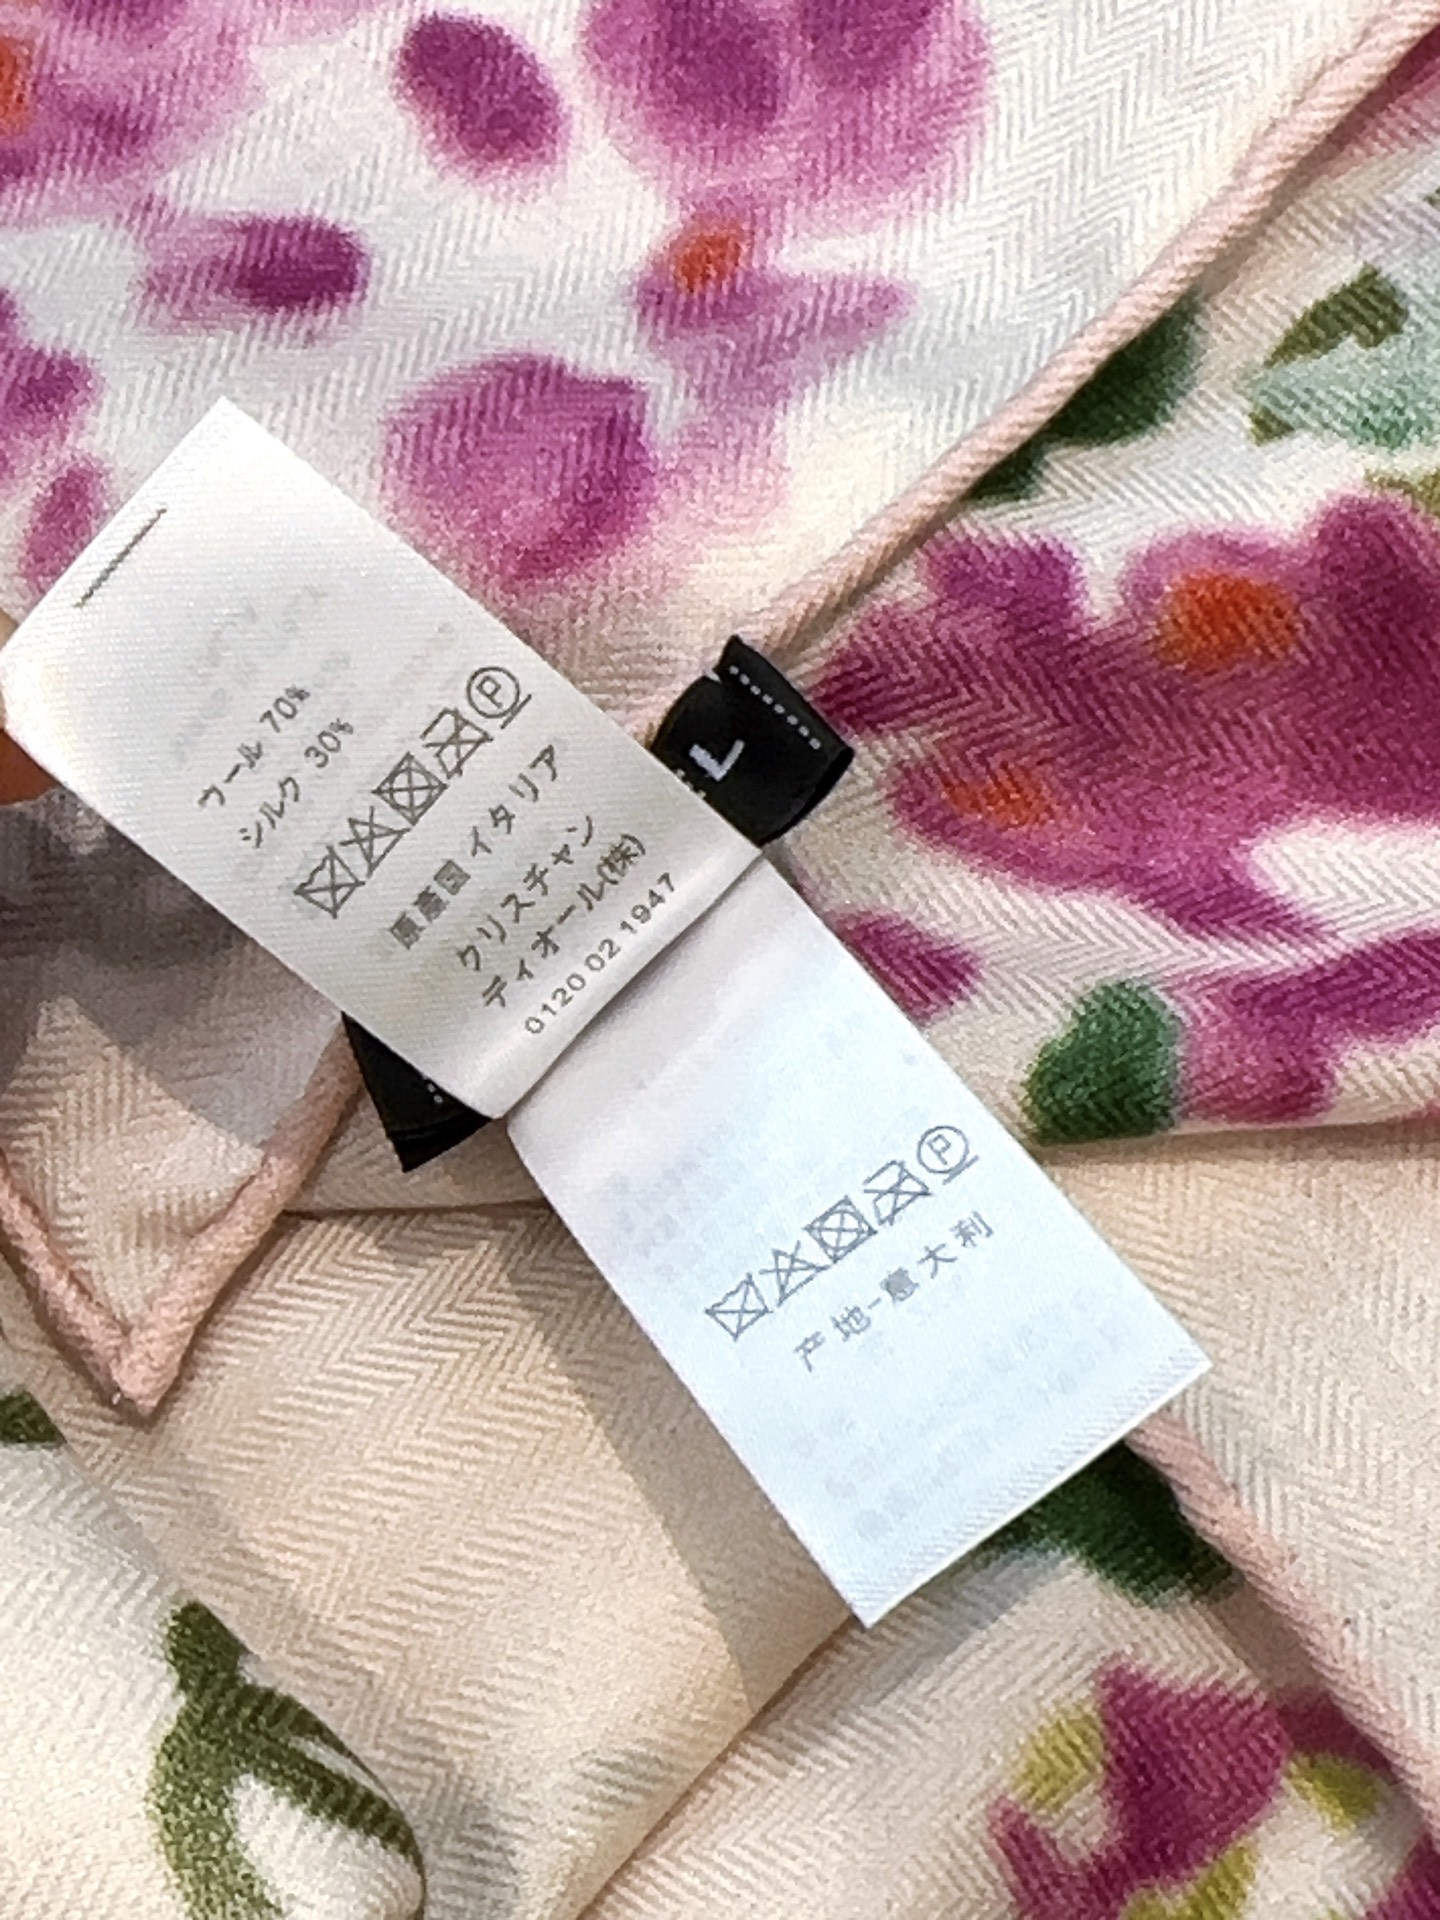 ウール 70%
シルク 30%
原産国 イタリア
クリスチャン
ディオール(株)
0120 02 1947
L
产地-意大利